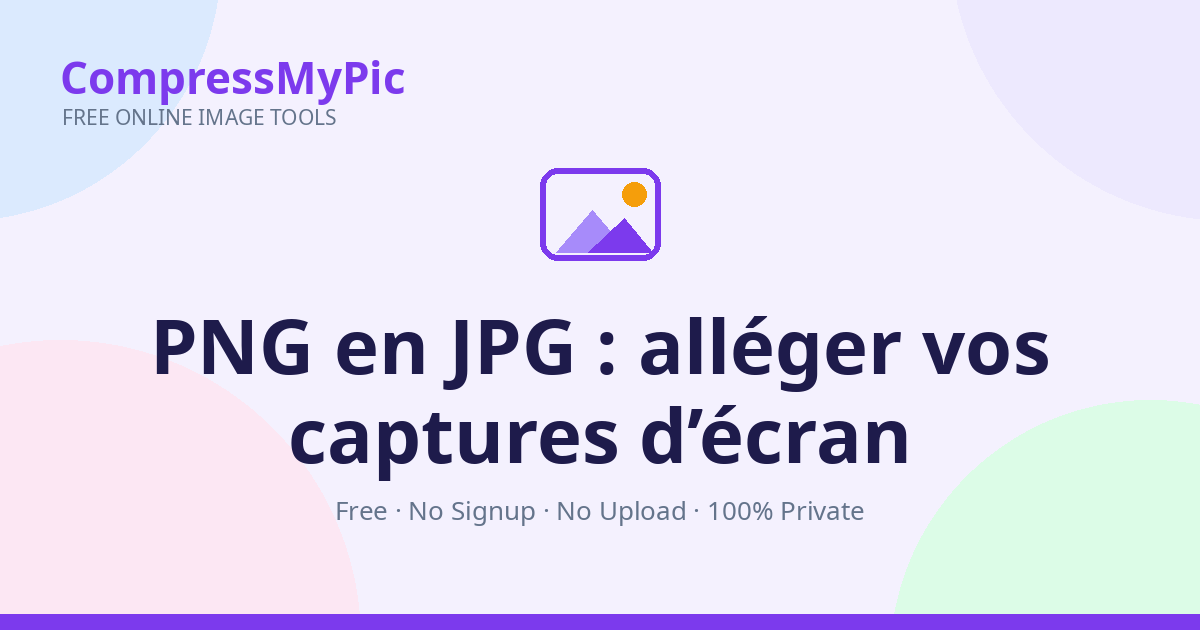 CompressMyPic
FREE ONLINE IMAGE TOOLS
PNG en JPG : alléger vos
captures d’écran
Free · No Signup · No Upload · 100% Private